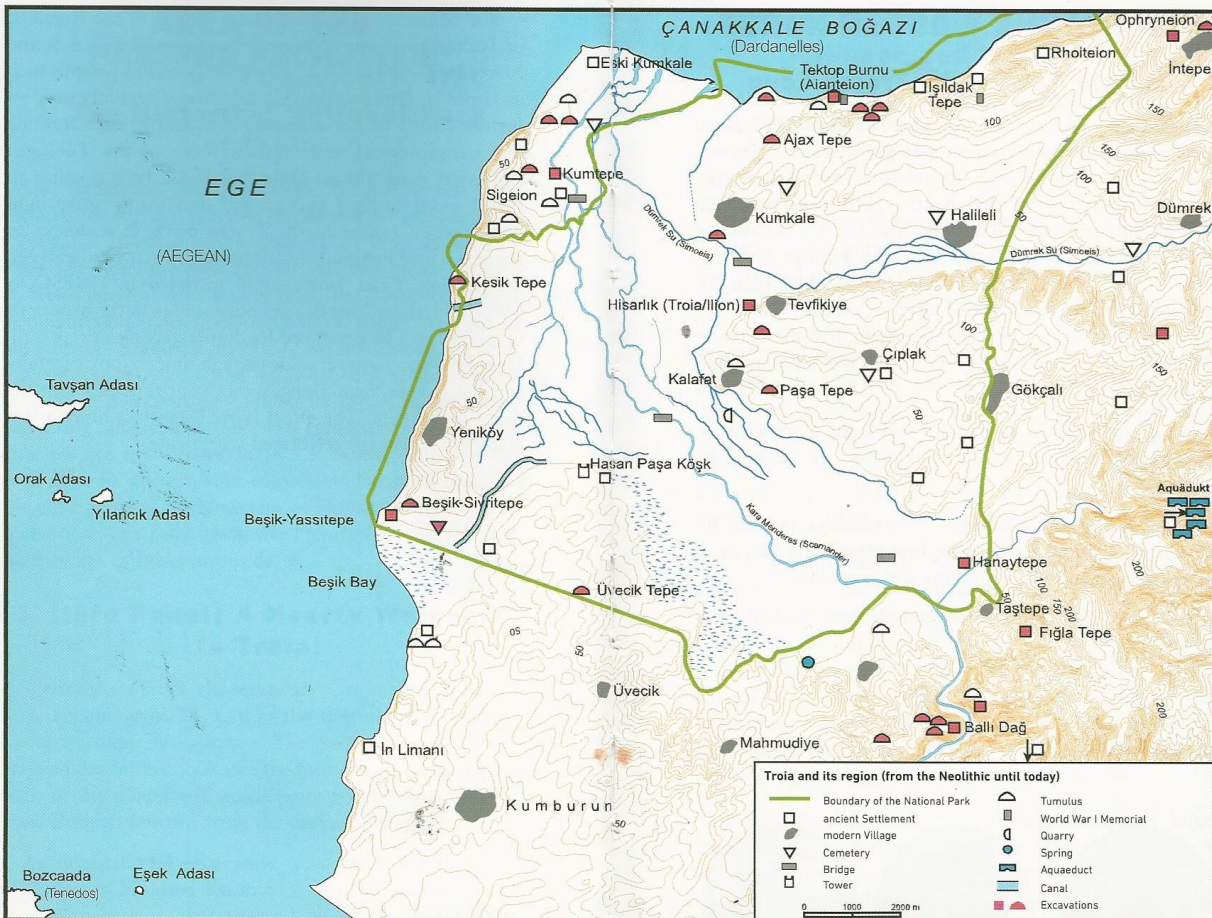 ÇANAKKALE BOĞAZI
(Dardanelles)
Ophryneion
İntepe
Eski Kumkale
Rhoiteion
Tektop Burnu
(Aianteion)
Işıldak
Tepe
100
150
Ajax Tepe
50
Kumtepe
Sigeion
EGE
(AEGEAN)
150
100
50
Kumkale
Halileli
Dümrek
Dümrek Su (Simoeis)
Dümrek Su (Simoeis)
Kesik Tepe
Hisarlık (Troia/Ilion)
Tevfikiye
100
150
Çıplak
Kalafat
Paşa Tepe
Gökçalı
50
50
Tavşan Adası
Yeniköy
Orak Adası
Yılancık Adası
Hasan Paşa Köşk
Beşik-Sivritepe
Beşik-Yassıtepe
Aquädukt
Kara Menderes (Scamander)
Beşik Bay
Üvecik Tepe
Hanaytepe
200
50
100
150
200
Taştepe
Fığla Tepe
50
50
Üvecik
200
Ballı Dağ
In Limanı
Mahmudiye
Kumburun
50
Bozcaada
(Tenedos)
Eşek Adası
Troia and its region (from the Neolithic until today)
Boundary of the National Park
ancient Settlement
modern Village
Cemetery
Bridge
Tower
Tumulus
World War I Memorial
Quarry
Spring
Aquaeduct
Canal
Excavations
0 1000 2000 m